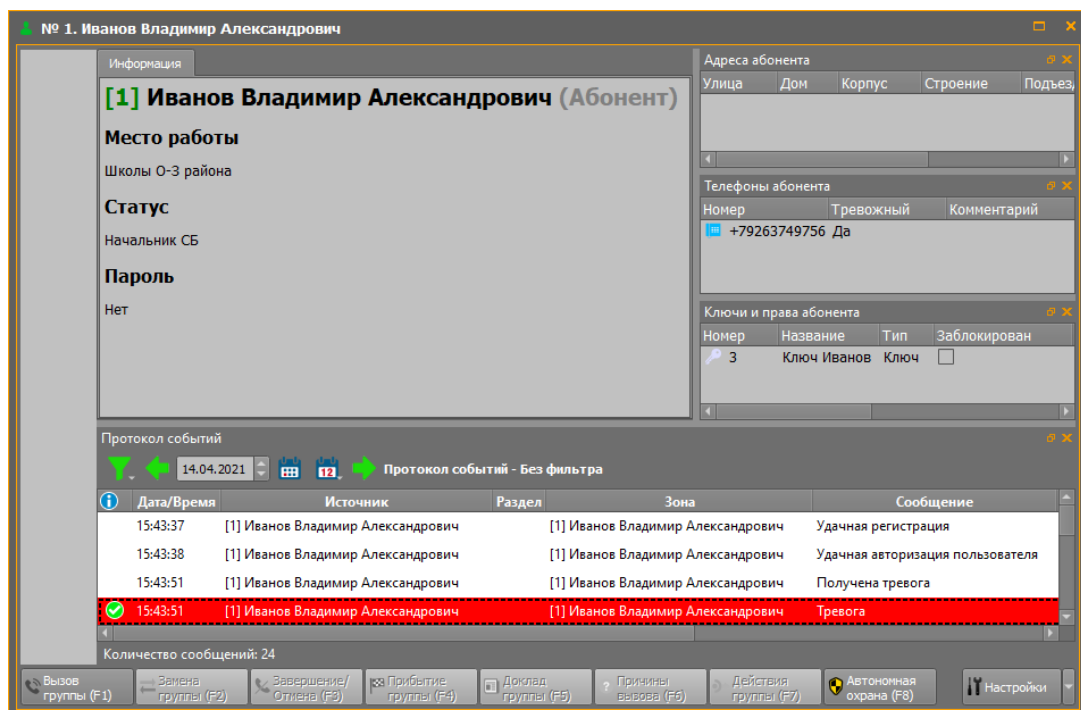 № 1. Иванов Владимир Александрович
Информация
[1] Иванов Владимир Александрович (Абонент)
Место работы
Школы О-3 района
Статус
Начальник СБ
Пароль
Нет
Адреса абонента
Улица Дом Корпус Строение Подъез
Телефоны абонента
Номер Тревожный Комментарий
+79263749756 Да
Ключи и права абонента
Номер Название Тип Заблокирован
3 Ключ Иванов Ключ
Протокол событий
14.04.2021 12 Протокол событий - Без фильтра
Дата/Время Источник Раздел Зона Сообщение
15:43:37 [1] Иванов Владимир Александрович [1] Иванов Владимир Александрович Удачная регистрация
15:43:38 [1] Иванов Владимир Александрович [1] Иванов Владимир Александрович Удачная авторизация пользователя
15:43:51 [1] Иванов Владимир Александрович [1] Иванов Владимир Александрович Получена тревога
15:43:51 [1] Иванов Владимир Александрович [1] Иванов Владимир Александрович Тревога
Количество сообщений: 24
Вызов группы (F1)
Замена группы (F2)
Завершение/ Отмена (F3)
Прибытие группы (F4)
Доклад группы (F5)
Причины вызова (F6)
Действия группы (F7)
Автономная охрана (F8)
Настройки